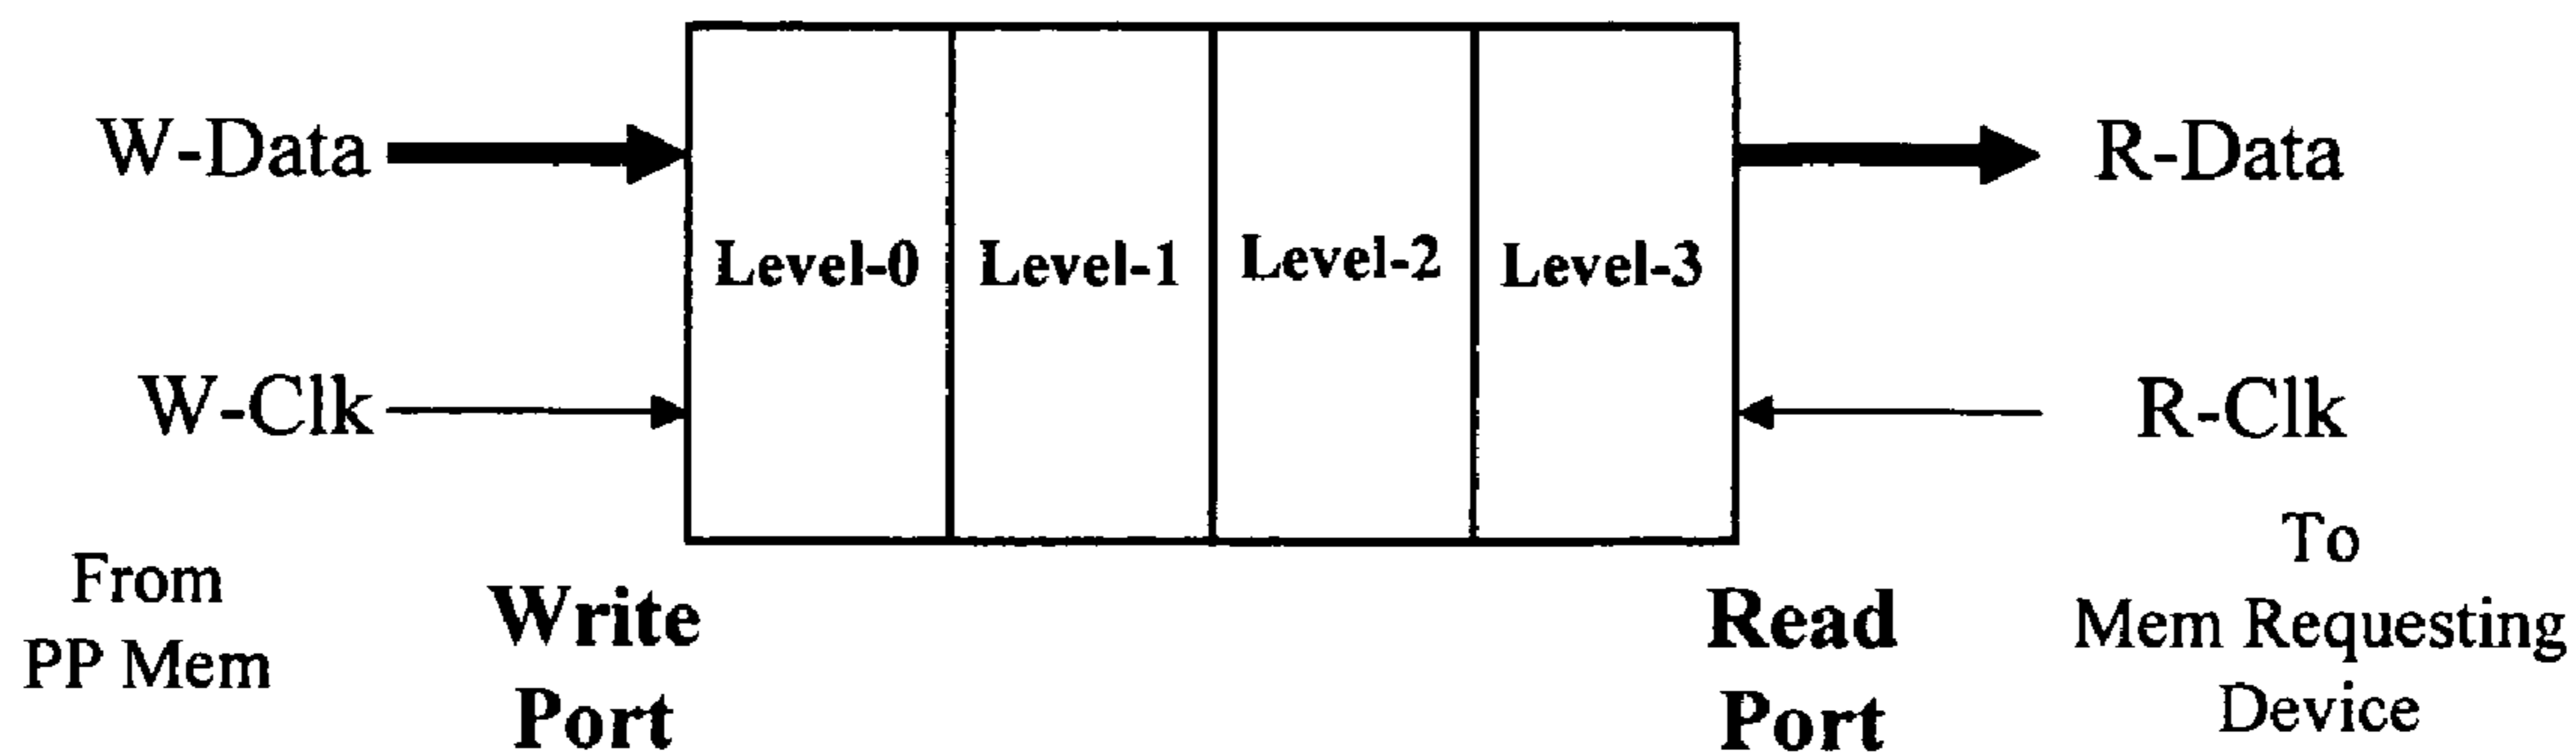 W-Data
R-Data
Level-0
Level-1
Level-2
Level-3
W-Clk
R-Clk
From
PP Mem
Write
Port
Read
Port
To
Mem Requesting
Device